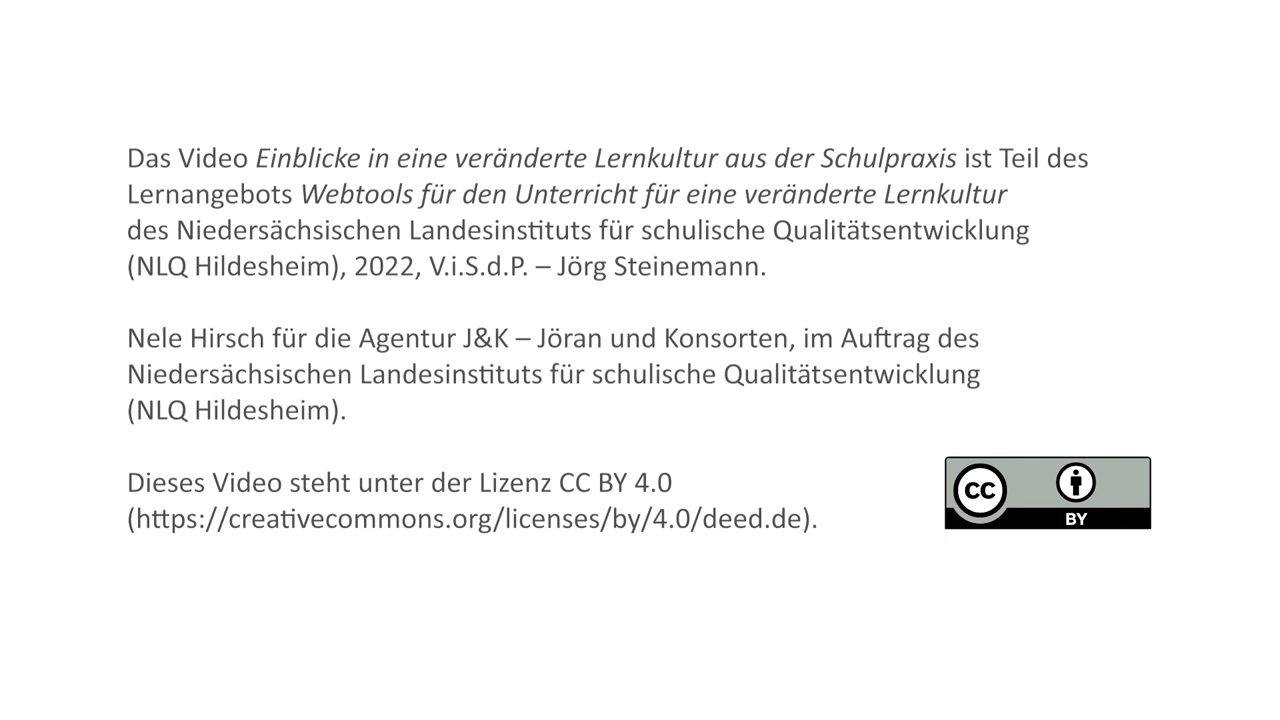 Das Video Einblicke in eine veränderte Lernkultur aus der Schulpraxis ist Teil des
Lernangebots Webtools für den Unterricht für eine veränderte Lernkultur
des Niedersächsischen Landesinstituts für schulische Qualitätsentwicklung
(NLQ Hildesheim), 2022, V.i.S.d.P. – Jörg Steinemann.
Nele Hirsch für die Agentur J&K – Jöran und Konsorten, im Auftrag des
Niedersächsischen Landesinstituts für schulische Qualitätsentwicklung
(NLQ Hildesheim).
Dieses Video steht unter der Lizenz CC BY 4.0
(https://creativecommons.org/licenses/by/4.0/deed.de).
CC
BY